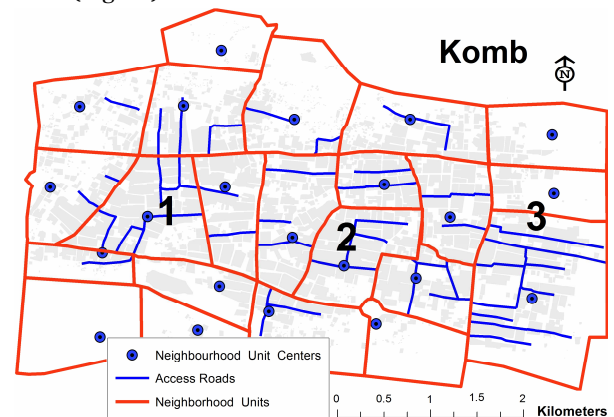 Komb
N
1
2
3
Neighbourhood Unit Centers
Access Roads
Neighborhood Units
0 0.5 1 1.5 2
Kilometers